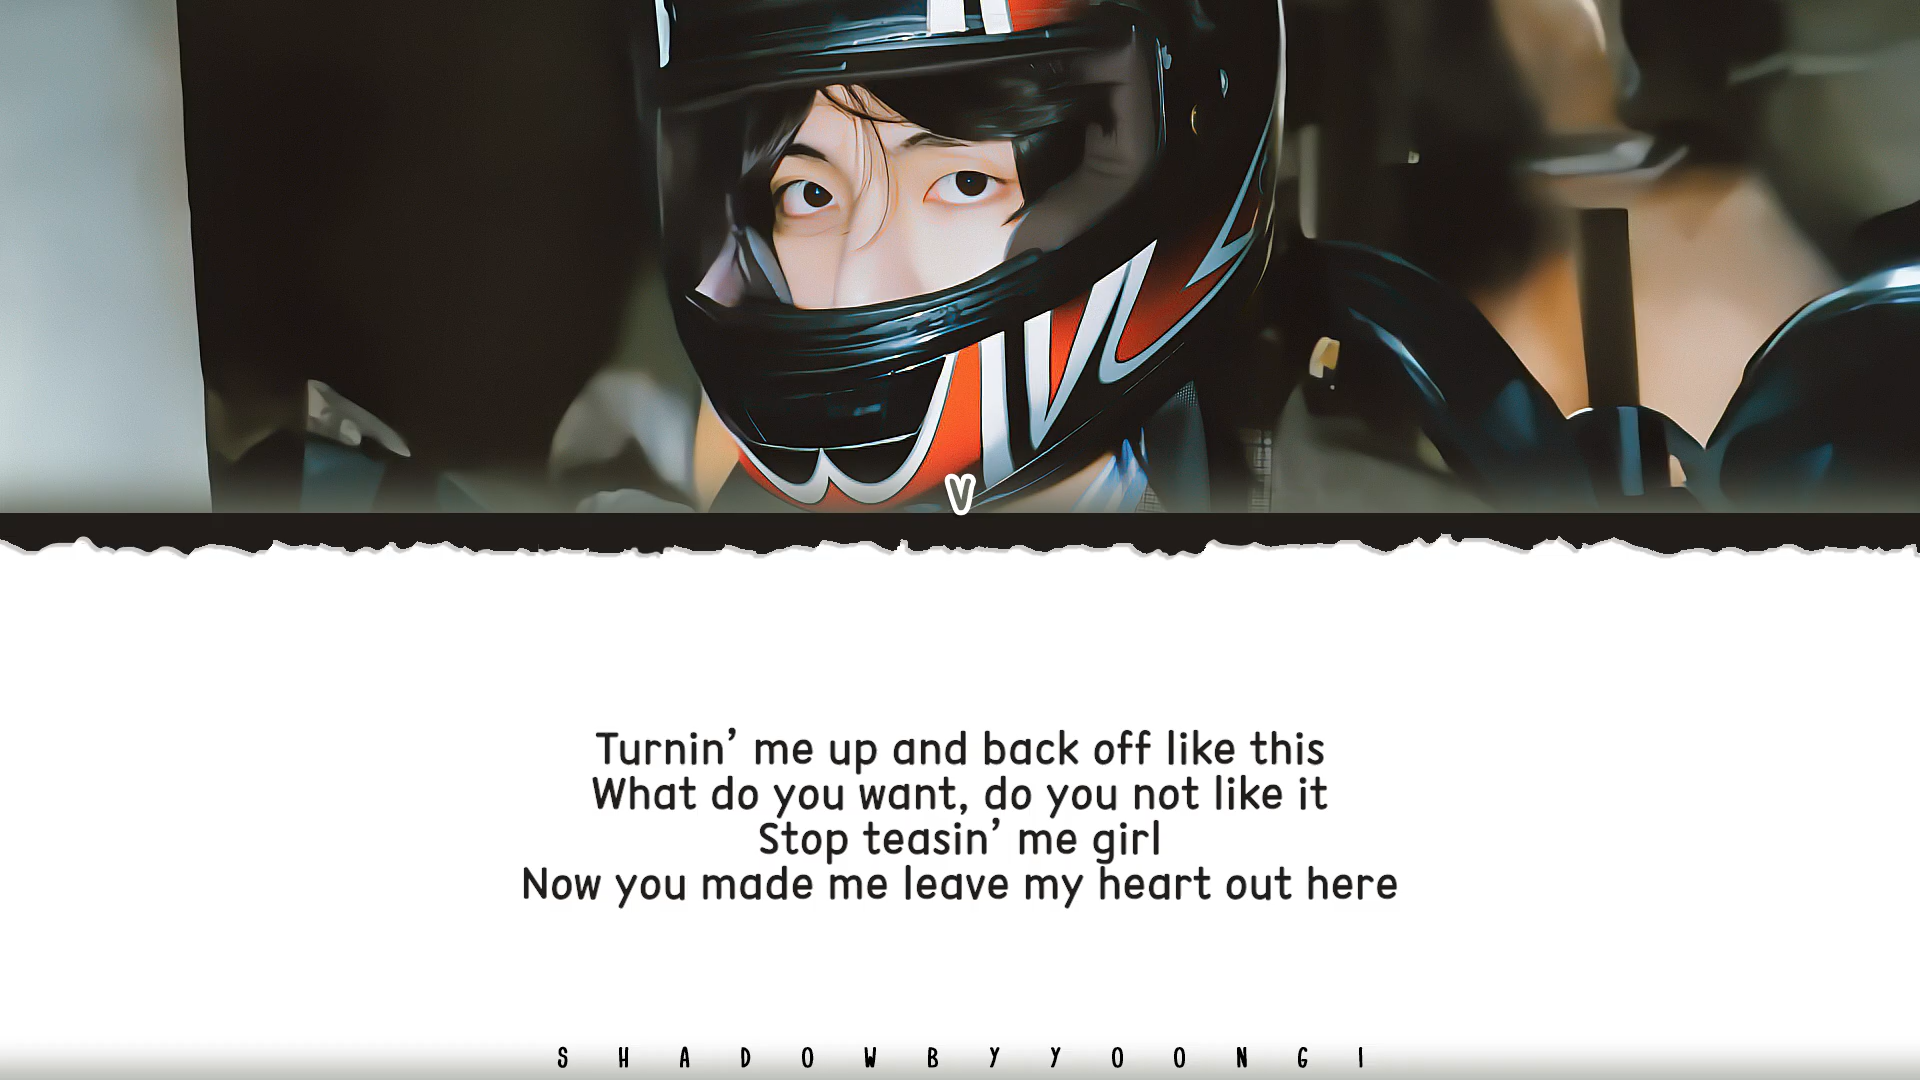 V
Turnin’ me up and back off like this
What do you want, do you not like it
Stop teasin’ me girl
Now you made me leave my heart out here
SHADOWBYYOONGI